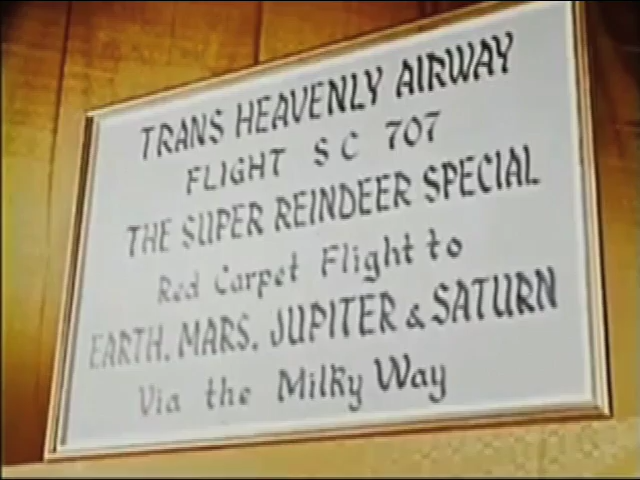 TRANS HEAVENLY AIRWAY
FLIGHT SC 707
THE SUPER REINDEER SPECIAL
Red Carpet Flight to
EARTH, MARS, JUPITER & SATURN
Via the Milky Way